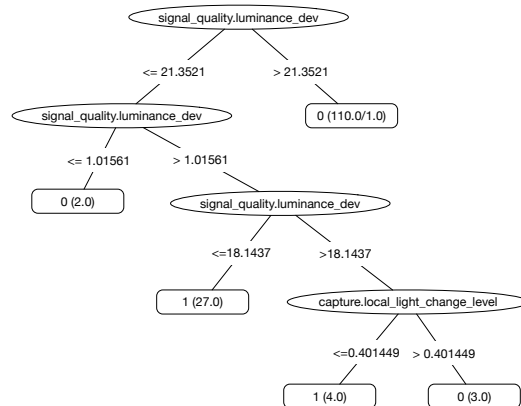 signal_quality.luminance_dev
<= 21.3521 > 21.3521
signal_quality.luminance_dev 0 (110.0/1.0)
<= 1.01561 > 1.01561
0 (2.0) signal_quality.luminance_dev
<=18.1437 >18.1437
1 (27.0) capture.local_light_change_level
<=0.401449 > 0.401449
1 (4.0) 0 (3.0)